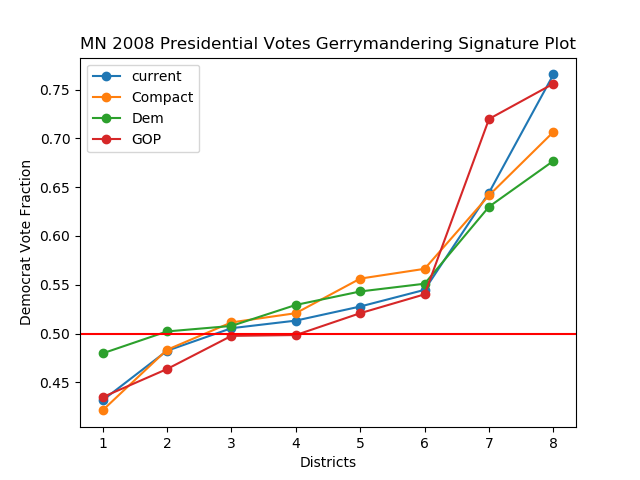 MN 2008 Presidential Votes Gerrymandering Signature Plot
current
Compact
Dem
GOP
Democrat Vote Fraction
0.75
0.70
0.65
0.60
0.55
0.50
0.45
1 2 3 4 5 6 7 8
Districts